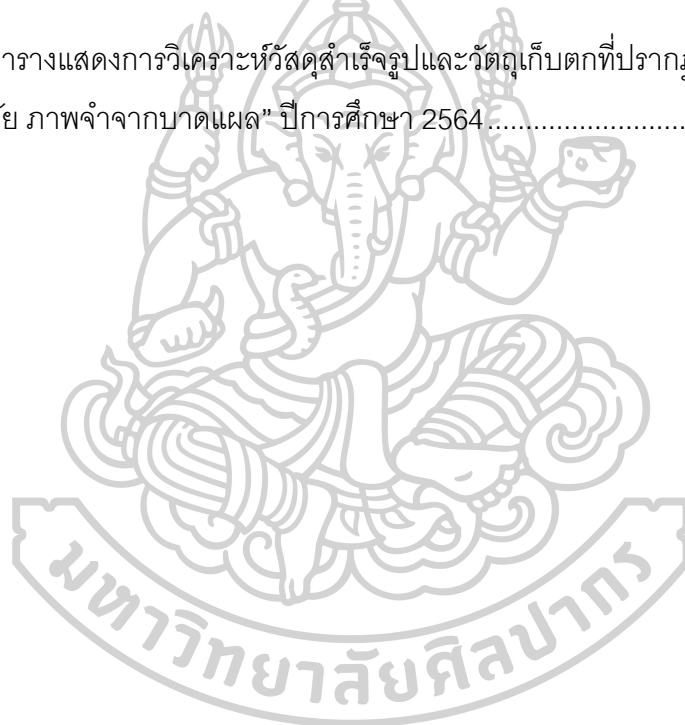 ารางแสดงการวิเคราะห์วัสดุสำเร็จรูปและวัตถุเก็บตกที่ปรากฏ
ัย ภาพจำจากบาดแผล” ปีการศึกษา 2564..........................
มหาวิทยาลัยศิลปากร